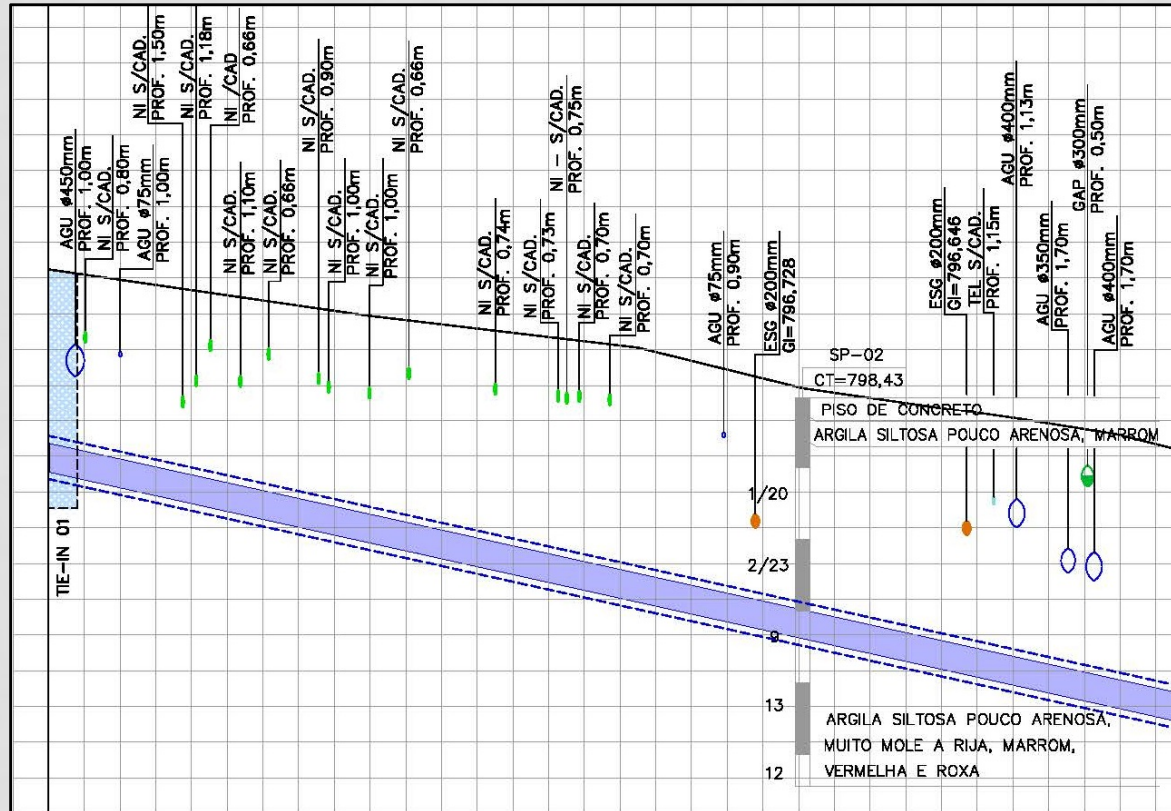 AGU ø450mm
PROF. 1,00m
NI S/CAD.
PROF. 0,80m
AGU ø75mm
PROF. 1,00m
NI S/CAD.
PROF. 1,50m
NI S/CAD.
PROF. 1,18m
NI /CAD
PROF. 0,66m
NI S/CAD.
PROF. 1,10m
NI S/CAD.
PROF. 0,66m
NI S/CAD.
PROF. 0,90m
NI S/CAD.
PROF. 1,00m
NI S/CAD.
PROF. 1,00m
NI S/CAD.
PROF. 0,66m
NI S/CAD.
PROF. 0,74m
NI S/CAD.
PROF. 0,73m
NI - S/CAD.
PROF. 0,75m
NI S/CAD.
PROF. 0,70m
NI S/CAD.
PROF. 0,70m
AGU ø75mm
PROF. 0,90m
ESG ø200mm
GI=796,728
ESG ø200mm
GI=796,646
TEL S/CAD.
PROF. 1,15m
AGU ø400mm
PROF. 1,13m
AGU ø350mm
PROF. 1,70m
GAP ø300mm
PROF. 0,50m
AGU ø400mm
PROF. 1,70m
TIE-IN 01
SP-02
CT=798,43
PISO DE CONCRETO
ARGILA SILTOSA POUCO ARENOSA, MARROM
1/20
2/23
9
13
12
ARGILA SILTOSA POUCO ARENOSA,
MUITO MOLE A RIJA, MARROM,
VERMELHA E ROXA